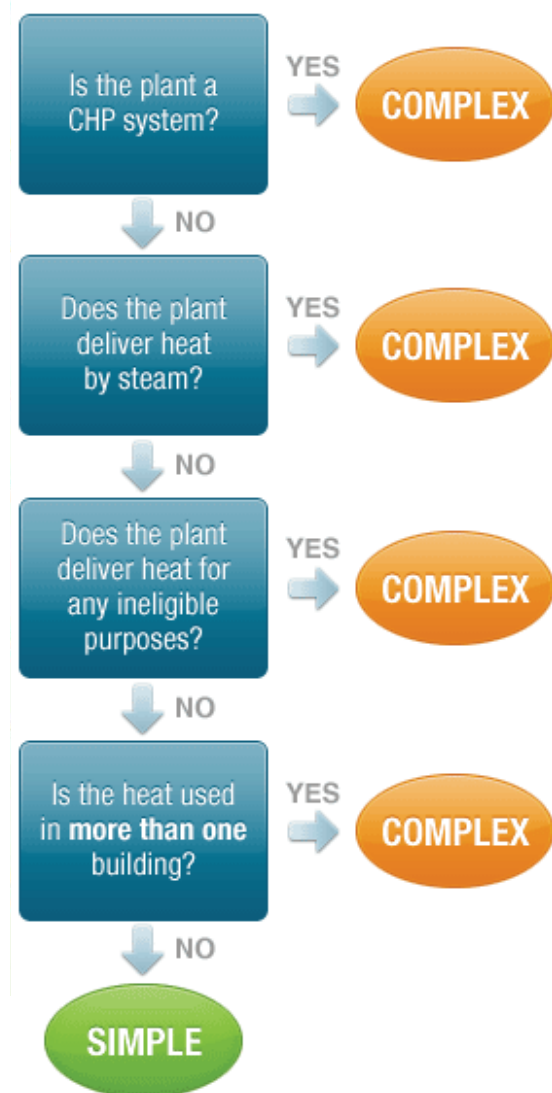 Is the plant a
CHP system?
YES
COMPLEX
NO
Does the plant
deliver heat
by steam?
YES
COMPLEX
NO
Does the plant
deliver heat for
any ineligible
purposes?
YES
COMPLEX
NO
Is the heat used
in more than one
building?
YES
COMPLEX
NO
SIMPLE